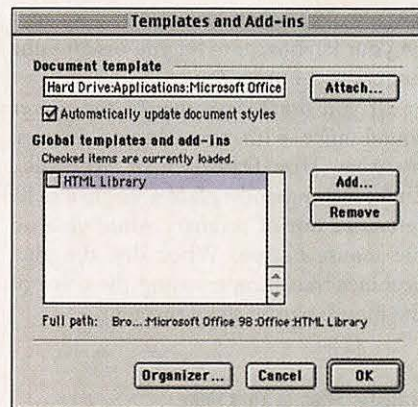 Templates and Add-ins
Document template
Hard Drive:Applications:Microsoft Office
Attach...
Automatically update document styles
Global templates and add-ins
Checked items are currently loaded.
HTML Library
Add...
Remove
Full path: Bro...:Microsoft Office 98:Office:HTML Library
Organizer...
Cancel
OK